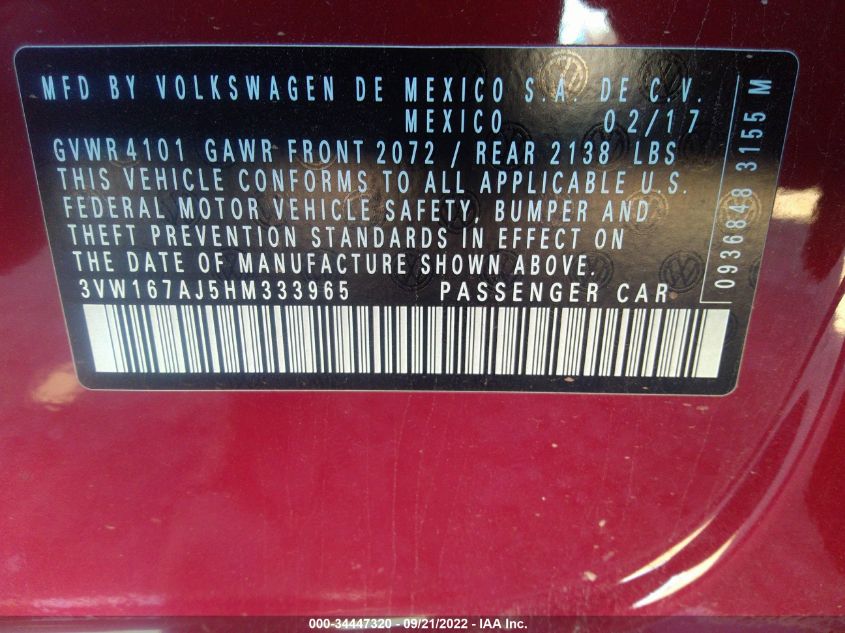 MFD BY VOLKSWAGEN DE MEXICO S.A. DE C.V.
MEXICO 02/17
GVWR 4101 GAWR FRONT 2072 / REAR 2138 LBS
THIS VEHICLE CONFORMS TO ALL APPLICABLE U.S.
FEDERAL MOTOR VEHICLE SAFETY, BUMPER AND
THEFT PREVENTION STANDARDS IN EFFECT ON
THE DATE OF MANUFACTURE SHOWN ABOVE.
3VW167AJ5HM333965 PASSENGER CAR
0936848 3155 M
000-34447320 - 09/21/2022 - IAA Inc.